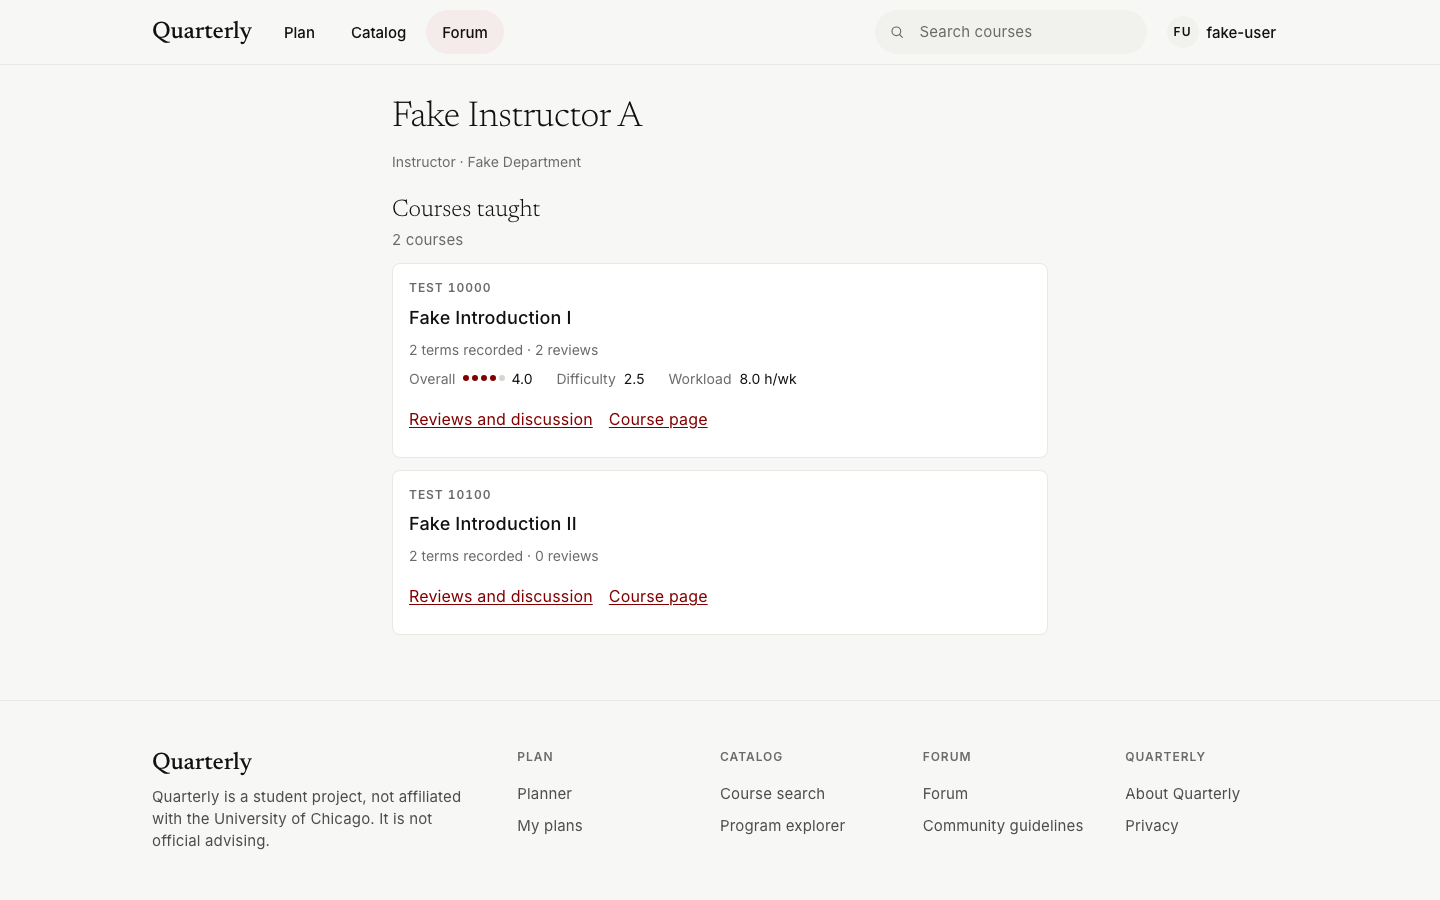 Quarterly Plan Catalog Forum Search courses FU fake-user
Fake Instructor A
Instructor · Fake Department
Courses taught
2 courses
TEST 10000
Fake Introduction I
2 terms recorded · 2 reviews
Overall 4.0 Difficulty 2.5 Workload 8.0 h/wk
Reviews and discussion Course page
TEST 10100
Fake Introduction II
2 terms recorded · 0 reviews
Reviews and discussion Course page
Quarterly
Quarterly is a student project, not affiliated
with the University of Chicago. It is not
official advising.
PLAN
Planner
My plans
CATALOG
Course search
Program explorer
FORUM
Forum
Community guidelines
QUARTERLY
About Quarterly
Privacy